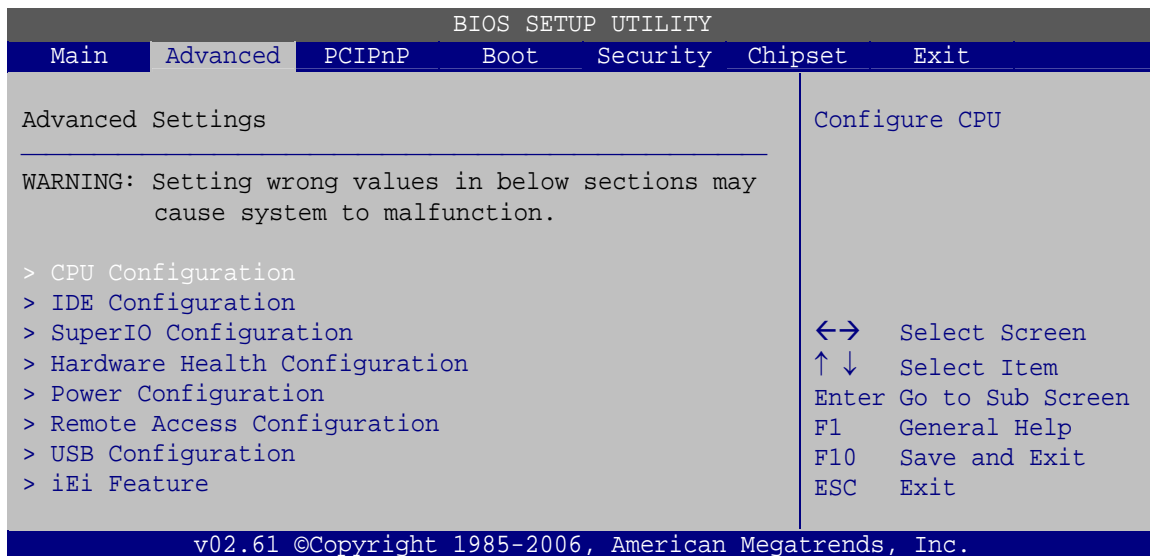 BIOS SETUP UTILITY
Main Advanced PCIPnP Boot Security Chipset Exit
Advanced Settings
WARNING: Setting wrong values in below sections may
cause system to malfunction.
> CPU Configuration
> IDE Configuration
> SuperIO Configuration
> Hardware Health Configuration
> Power Configuration
> Remote Access Configuration
> USB Configuration
> iEi Feature
Configure CPU
←→ Select Screen
↑ ↓ Select Item
Enter Go to Sub Screen
F1 General Help
F10 Save and Exit
ESC Exit
v02.61 ©Copyright 1985-2006, American Megatrends, Inc.